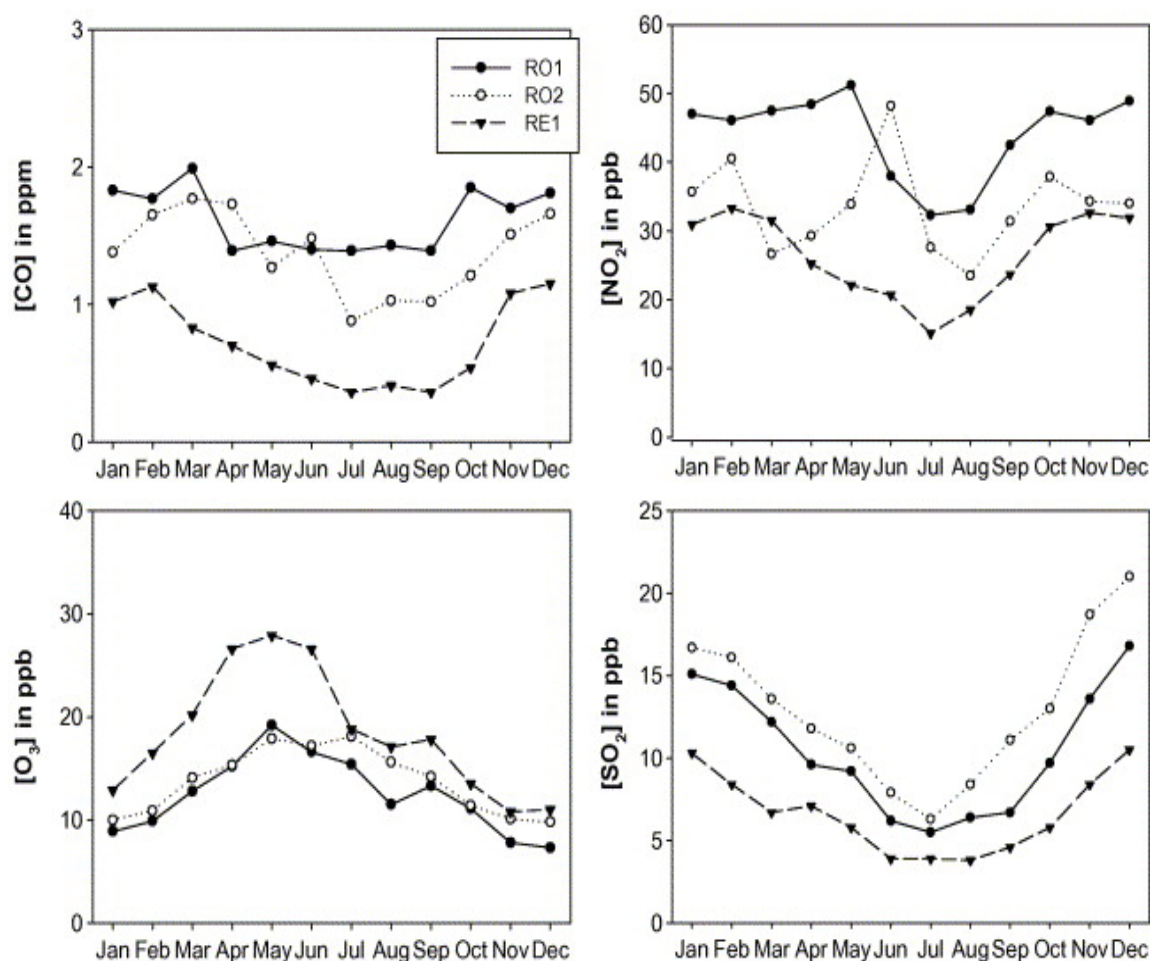 3
2
1
0
[CO] in ppm
RO1
RO2
RE1
Jan Feb Mar Apr May Jun Jul Aug Sep Oct Nov Dec
60
50
40
30
20
10
0
[NO₂] in ppb
Jan Feb Mar Apr May Jun Jul Aug Sep Oct Nov Dec
40
30
20
10
0
[O₃] in ppb
Jan Feb Mar Apr May Jun Jul Aug Sep Oct Nov Dec
25
20
15
10
5
0
[SO₂] in ppb
Jan Feb Mar Apr May Jun Jul Aug Sep Oct Nov Dec